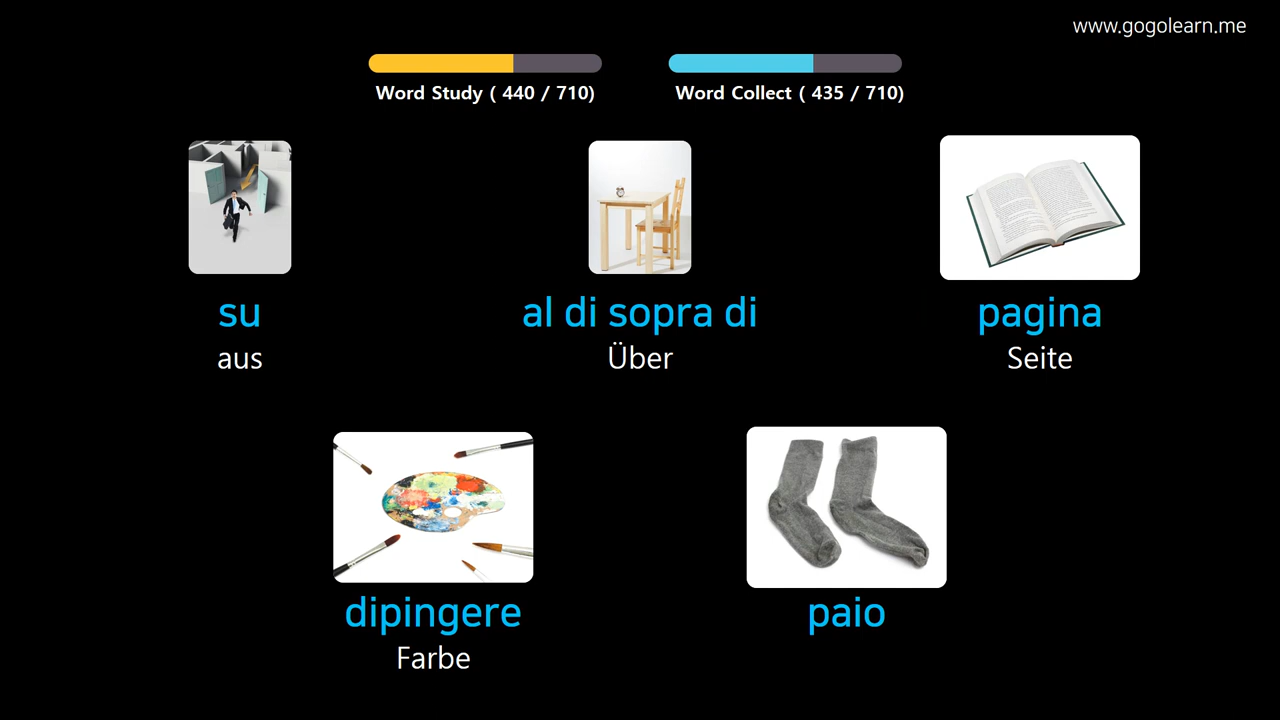 www.gogolearn.me
Word Study ( 440 / 710)
Word Collect ( 435 / 710)
su
al di sopra di
pagina
aus
Über
Seite
dipingere
paio
Farbe